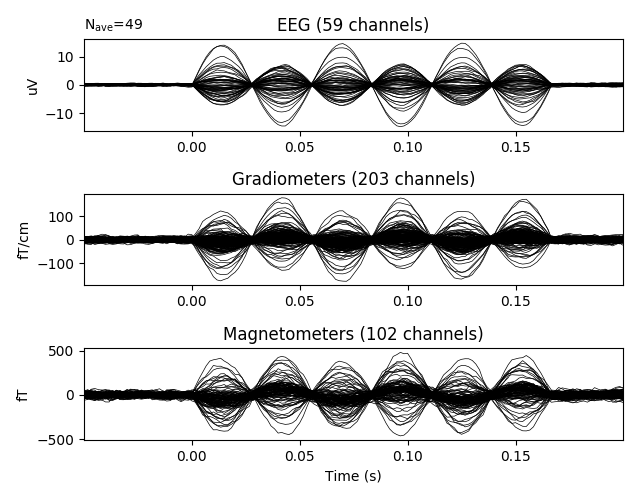 N_ave=49
EEG (59 channels)
10
0
−10
uV
0.00 0.05 0.10 0.15
Gradiometers (203 channels)
100
0
−100
fT/cm
0.00 0.05 0.10 0.15
Magnetometers (102 channels)
500
0
−500
fT
0.00 0.05 0.10 0.15
Time (s)